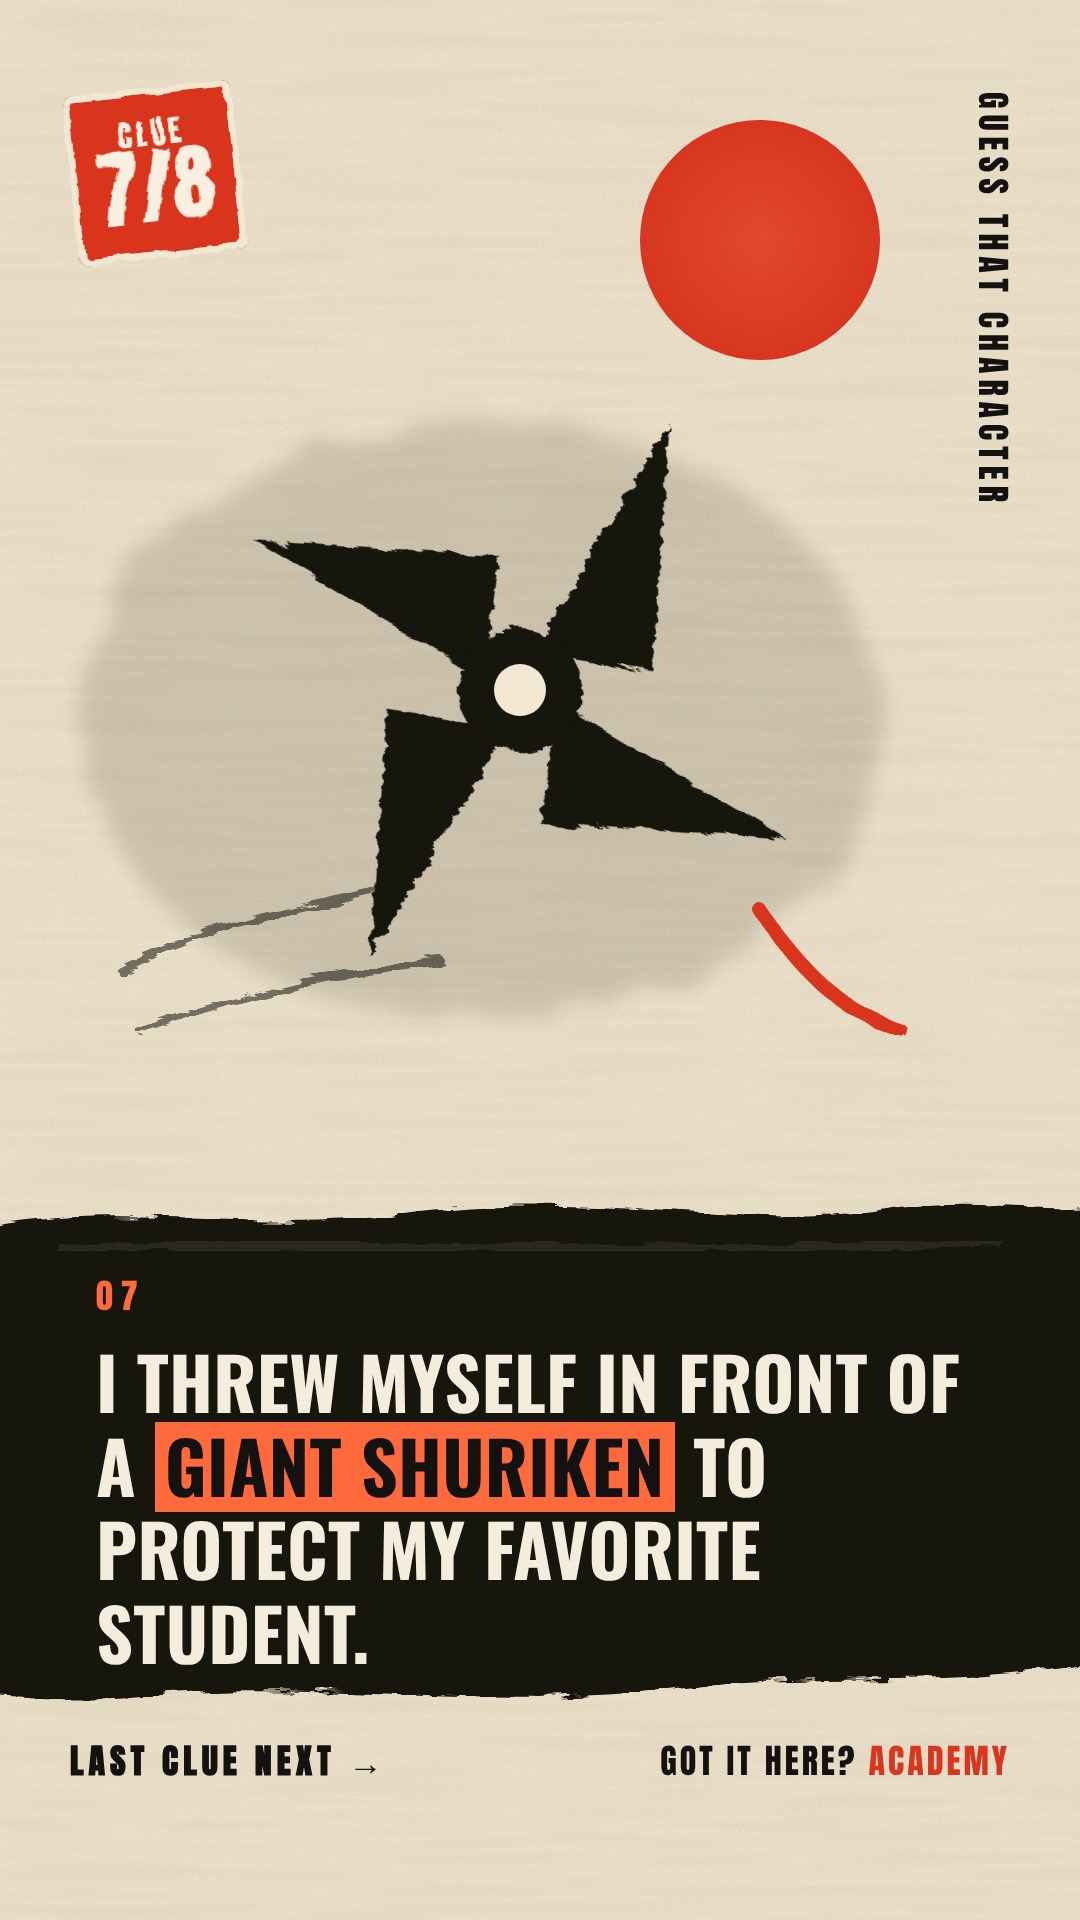 CLUE
7/8
GUESS THAT CHARACTER
07
I THREW MYSELF IN FRONT OF
A GIANT SHURIKEN TO
PROTECT MY FAVORITE
STUDENT.
LAST CLUE NEXT →
GOT IT HERE? ACADEMY